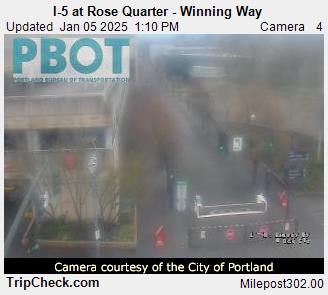 I-5 at Rose Quarter - Winning Way
Updated Jan 05 2025 1:10 PM Camera 4
PBOT
PORTLAND BUREAU OF TRANSPORTATION
Camera courtesy of the City of Portland
TripCheck.com Milepost302.00